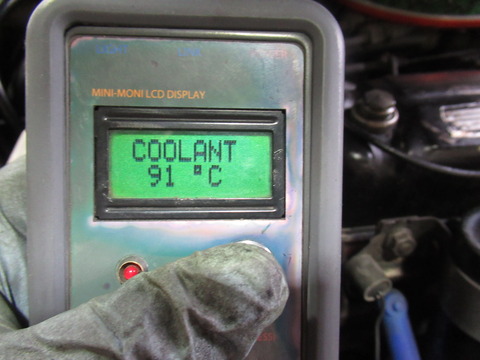 MINI-MONI LCD DISPLAY
COOLANT
91 °C